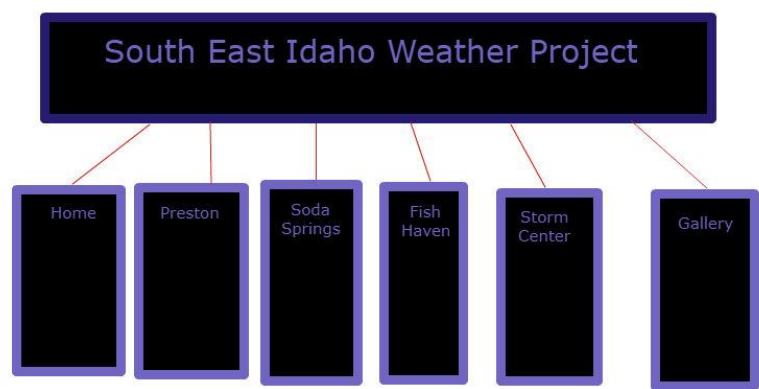 South East Idaho Weather Project
Home
Preston
Soda
Springs
Fish
Haven
Storm
Center
Gallery